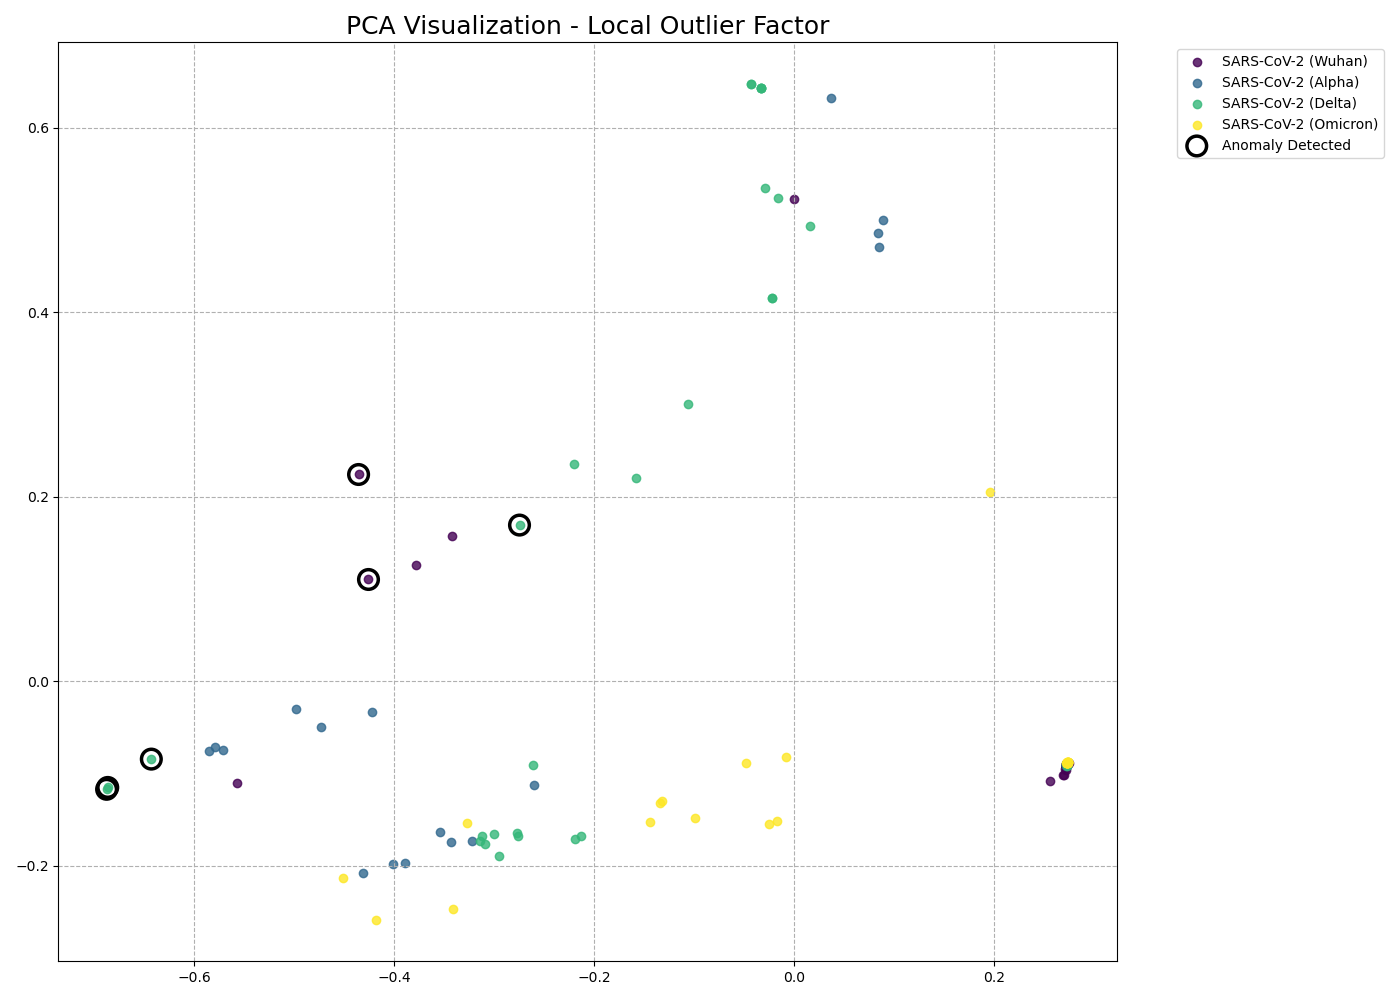 PCA Visualization - Local Outlier Factor
SARS-CoV-2 (Wuhan)
SARS-CoV-2 (Alpha)
SARS-CoV-2 (Delta)
SARS-CoV-2 (Omicron)
Anomaly Detected
0.6
0.4
0.2
0.0
−0.2
−0.6
−0.4
−0.2
0.0
0.2